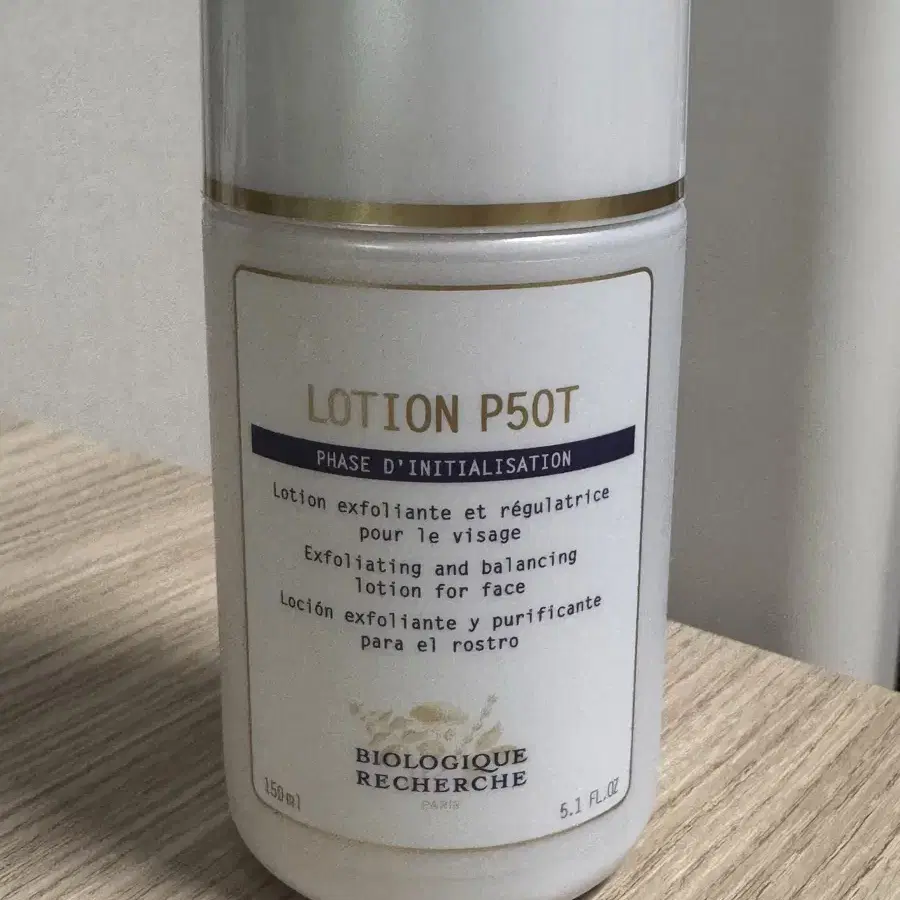 LOTION P50T
PHASE D'INITIALISATION
Lotion exfoliante et régulatrice
pour le visage
Exfoliating and balancing
lotion for face
Loción exfoliante y purificante
para el rostro
BIOLOGIQUE
RECHERCHE
PARIS
150ml
5.1 FL.OZ